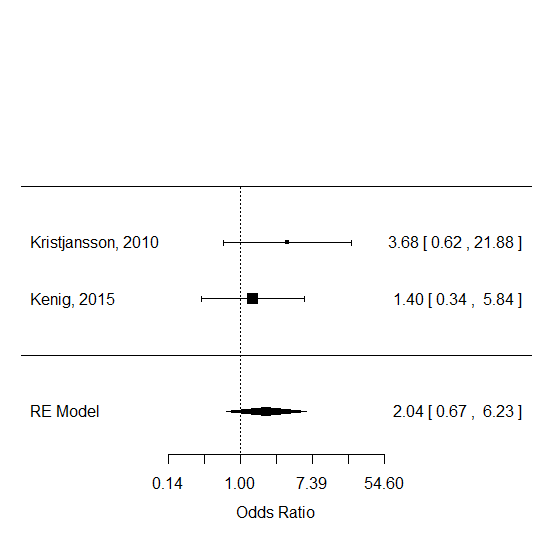 Kristjansson, 2010 3.68 [ 0.62 , 21.88 ]
Kenig, 2015 1.40 [ 0.34 , 5.84 ]
RE Model 2.04 [ 0.67 , 6.23 ]
0.14 1.00 7.39 54.60
Odds Ratio